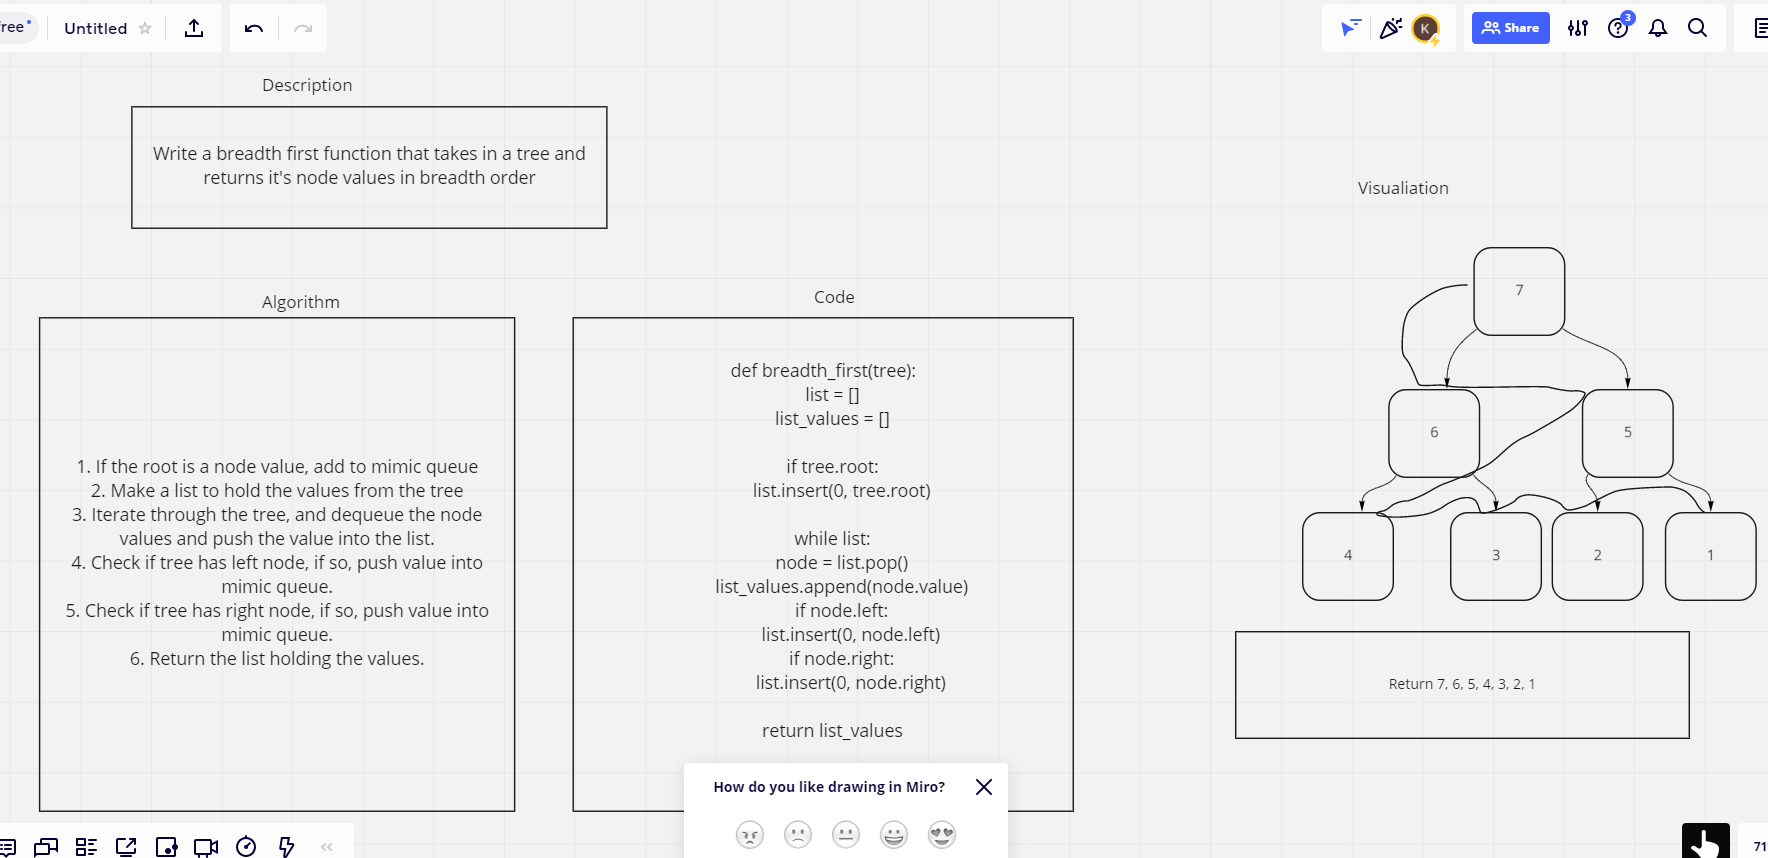 ree
Untitled
K
Share
3
Description
Write a breadth first function that takes in a tree and
returns it's node values in breadth order
Algorithm
1. If the root is a node value, add to mimic queue
2. Make a list to hold the values from the tree
3. Iterate through the tree, and dequeue the node
values and push the value into the list.
4. Check if tree has left node, if so, push value into
mimic queue.
5. Check if tree has right node, if so, push value into
mimic queue.
6. Return the list holding the values.
Code
def breadth_first(tree):
list = []
list_values = []
if tree.root:
list.insert(0, tree.root)
while list:
node = list.pop()
list_values.append(node.value)
if node.left:
list.insert(0, node.left)
if node.right:
list.insert(0, node.right)
return list_values
Visualiation
7
6
5
4
3
2
1
Return 7, 6, 5, 4, 3, 2, 1
How do you like drawing in Miro?
71